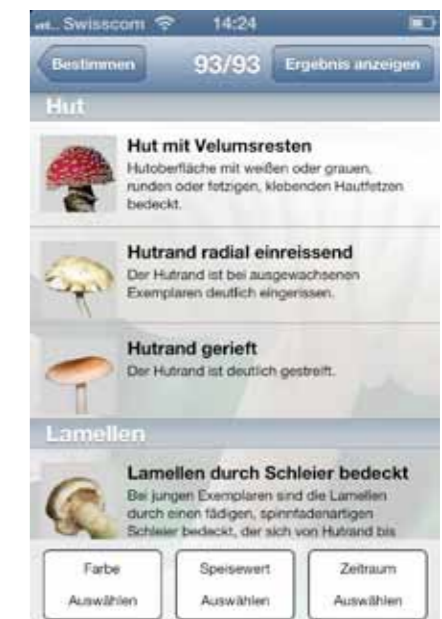 Swisscom 14:24
Bestimmen 93/93 Ergebnis anzeigen
Hut
Hut mit Velumsresten
Hutoberfläche mit weißen oder grauen,
runden oder fetzigen, klebenden Hautfetzen
bedeckt.
Hutrand radial einreissend
Der Hutrand ist bei ausgewachsenen
Exemplaren deutlich eingerissen.
Hutrand gerieft
Der Hutrand ist deutlich gestreift.
Lamellen
Lamellen durch Schleier bedeckt
Bei jungen Exemplaren sind die Lamellen
durch einen fädigen, spinnfadenartigen
Schleier bedeckt, der sich von Hutrand bis
Farbe Speisewert Zeitraum
Auswählen Auswählen Auswählen